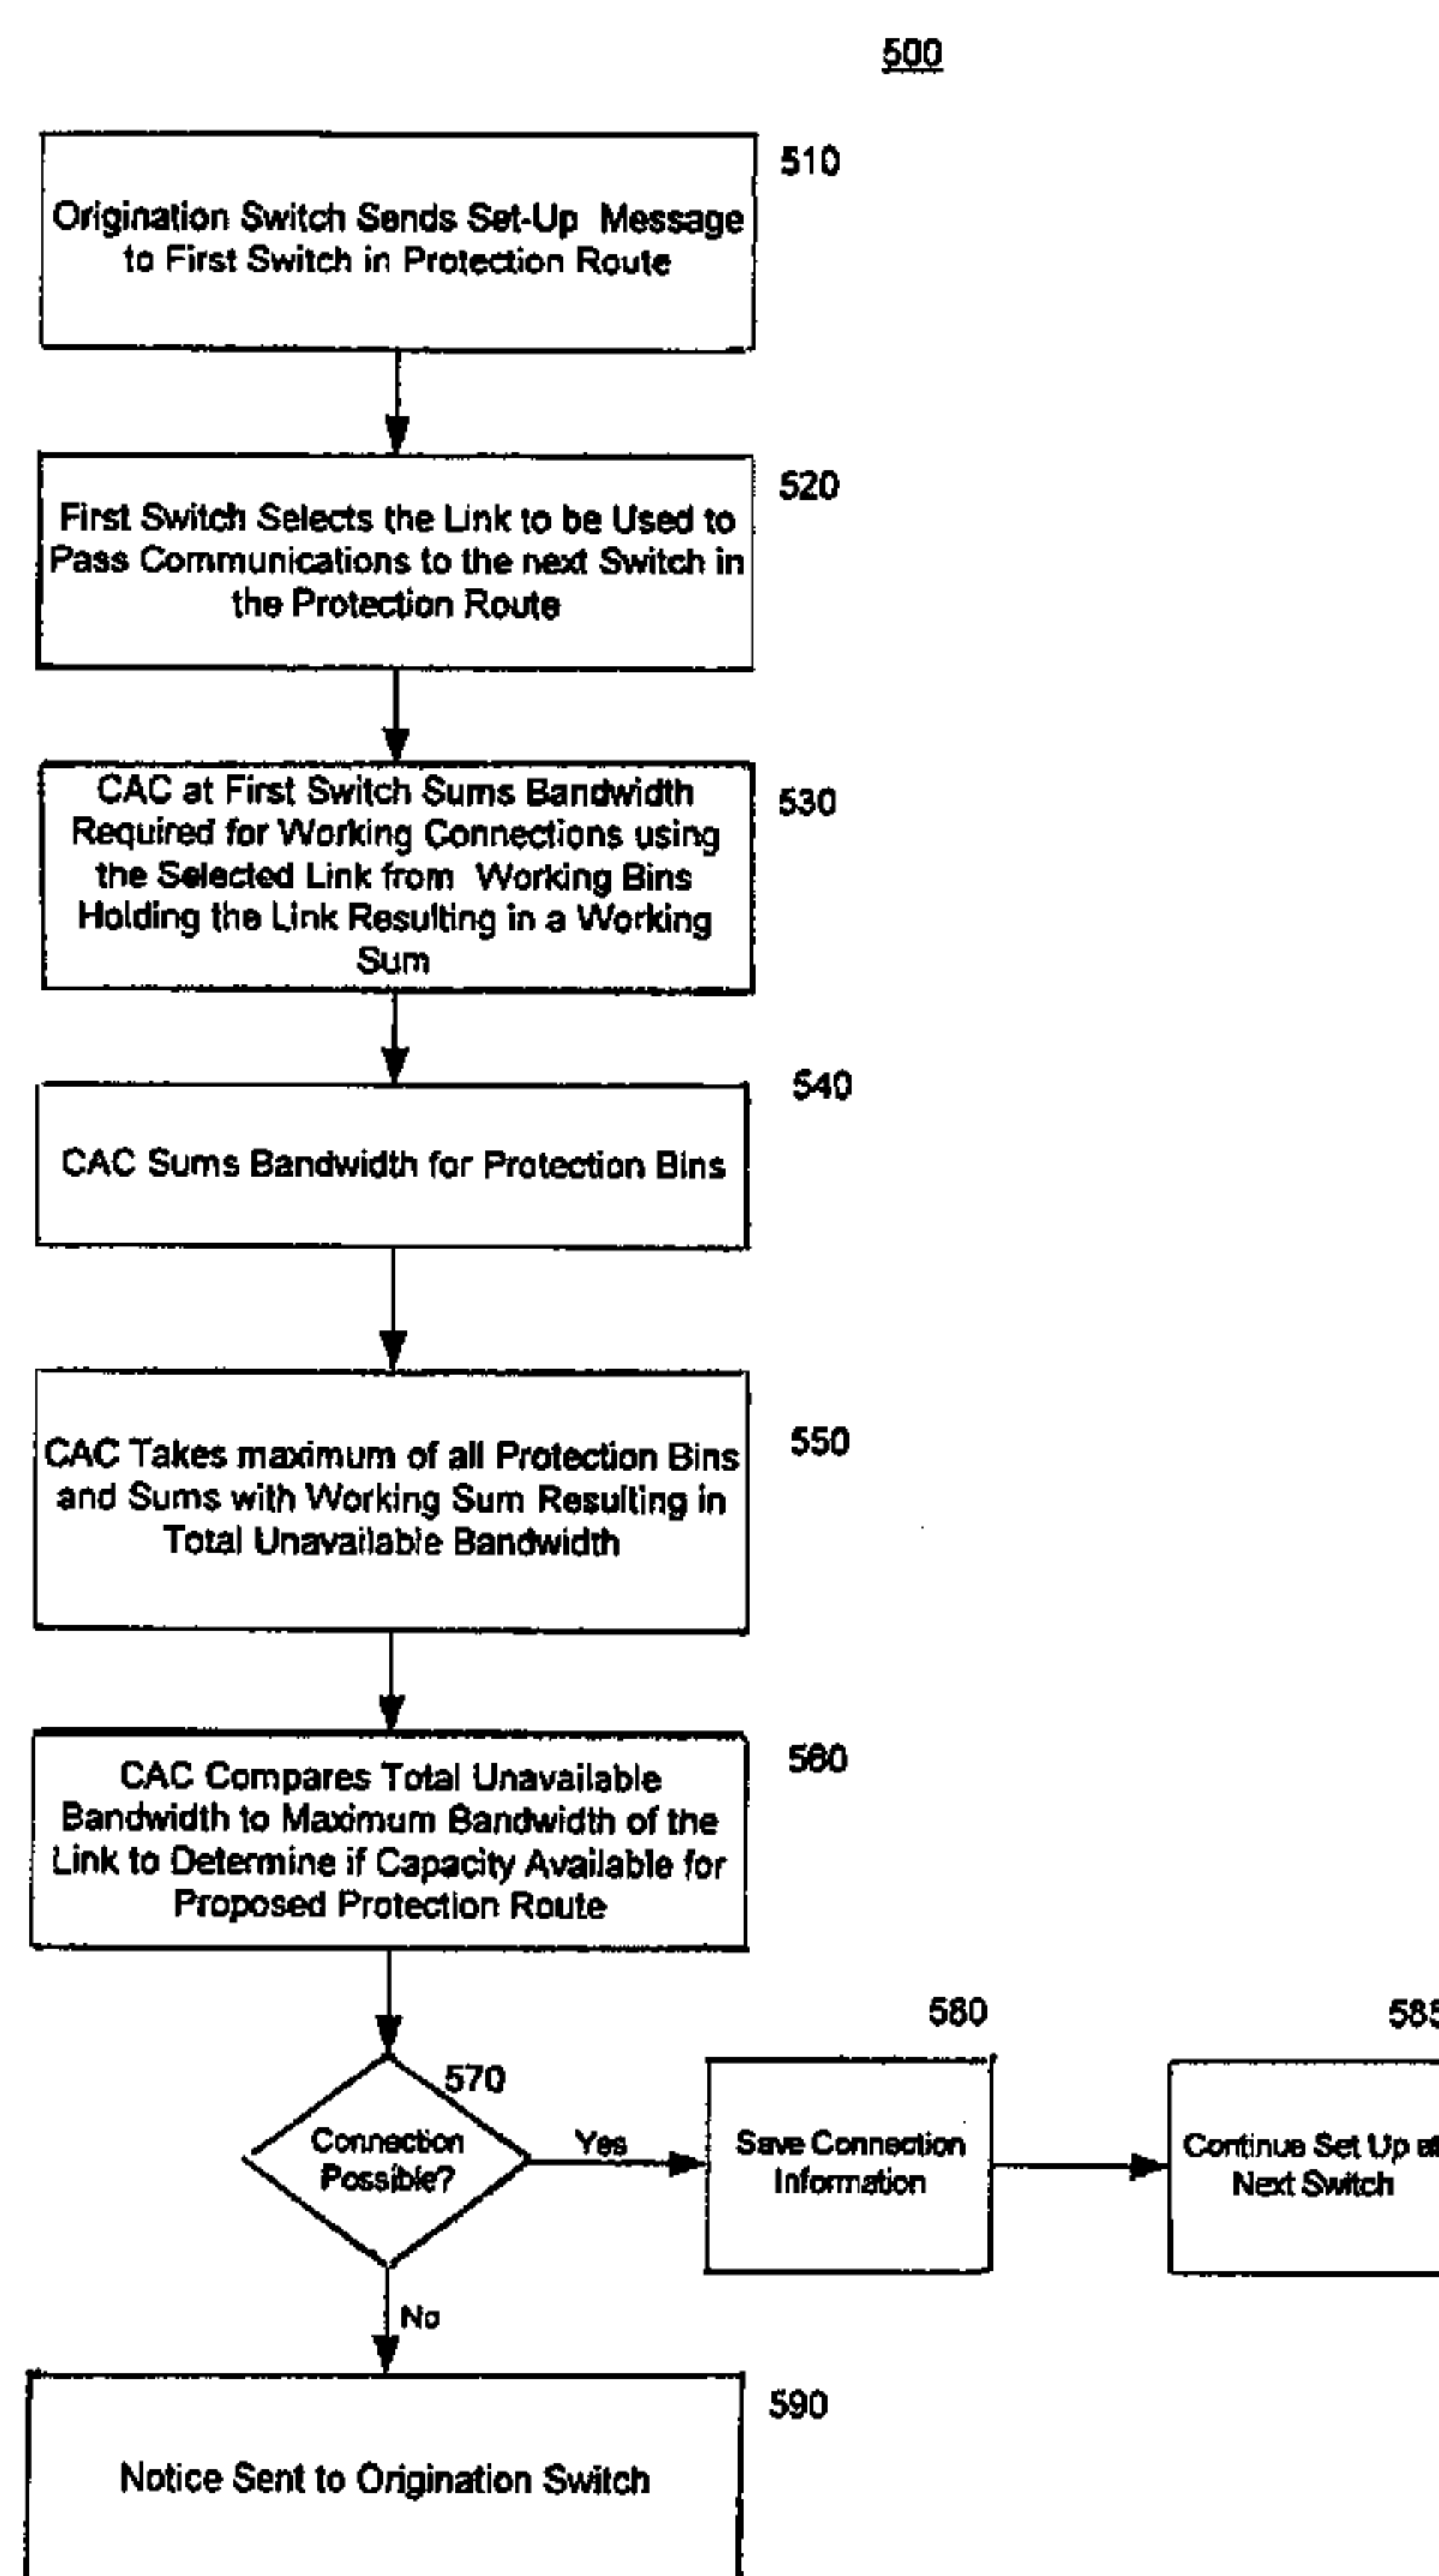 500
510
Origination Switch Sends Set-Up Message
to First Switch in Protection Route
520
First Switch Selects the Link to be Used to
Pass Communications to the next Switch in
the Protection Route
530
CAC at First Switch Sums Bandwidth
Required for Working Connections using
the Selected Link from Working Bins
Holding the Link Resulting in a Working
Sum
540
CAC Sums Bandwidth for Protection Bins
550
CAC Takes maximum of all Protection Bins
and Sums with Working Sum Resulting in
Total Unavailable Bandwidth
560
CAC Compares Total Unavailable
Bandwidth to Maximum Bandwidth of the
Link to Determine if Capacity Available for
Proposed Protection Route
570
Connection
Possible?
Yes
580
Save Connection
Information
585
Continue Set Up at
Next Switch
No
590
Notice Sent to Origination Switch